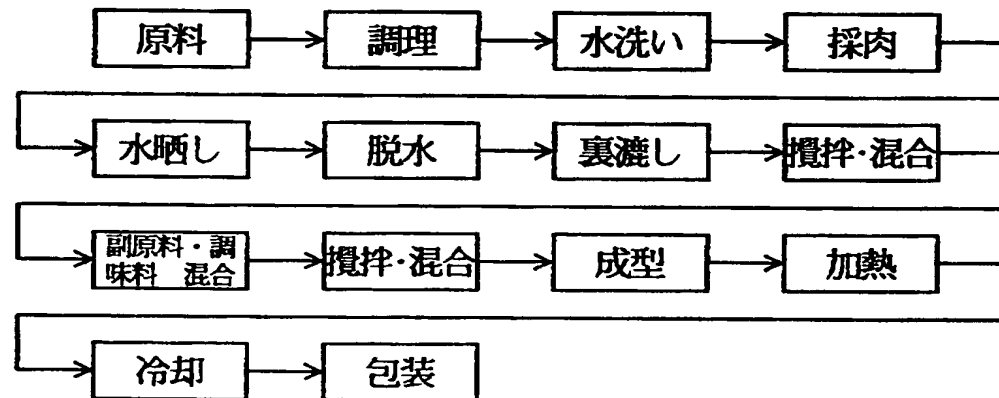 原料
調理
水洗い
採肉
水晒し
脱水
裏漉し
攪拌・混合
副原料・調
味料　混合
攪拌・混合
成型
加熱
冷却
包装